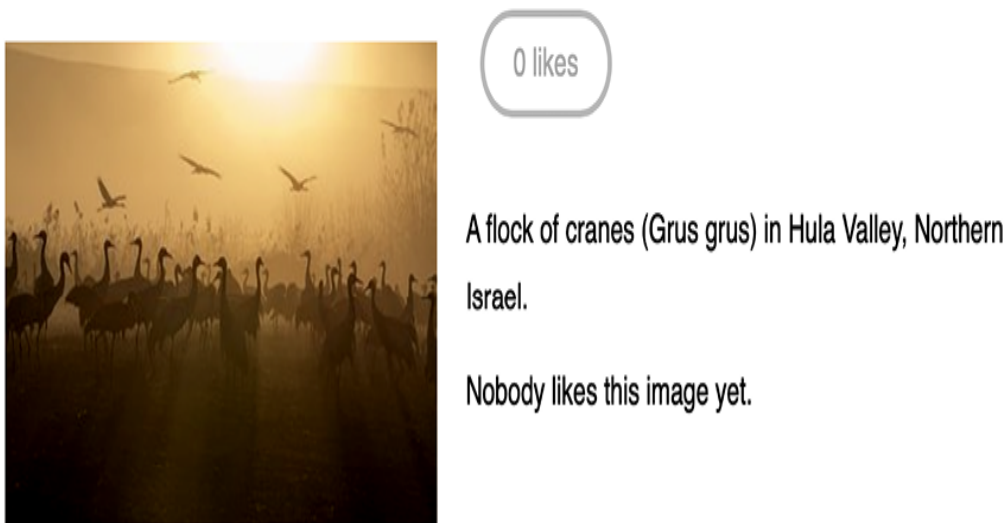 0 likes
A flock of cranes (Grus grus) in Hula Valley, Northern
Israel.
Nobody likes this image yet.